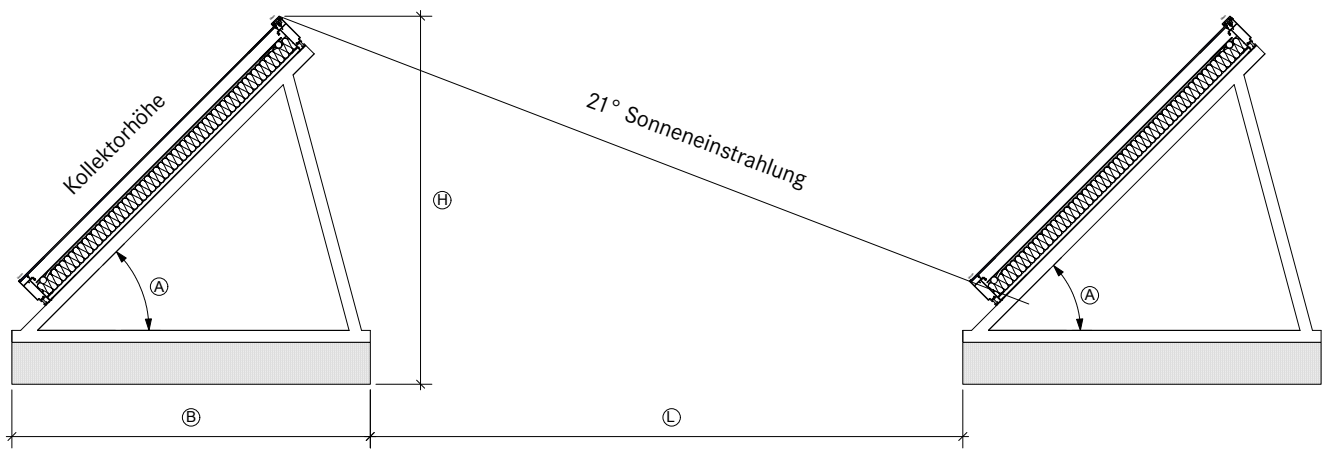 Kollektorhöhe
21° Sonneneinstrahlung
Ⓗ
Ⓐ
Ⓐ
Ⓑ
Ⓛ